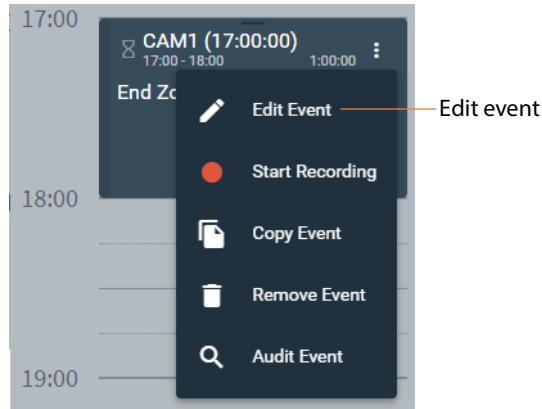 17:00
CAM1 (17:00:00)
17:00 - 18:00 1:00:00
End Zo
Edit Event
Edit event
Start Recording
18:00
Copy Event
Remove Event
Audit Event
19:00